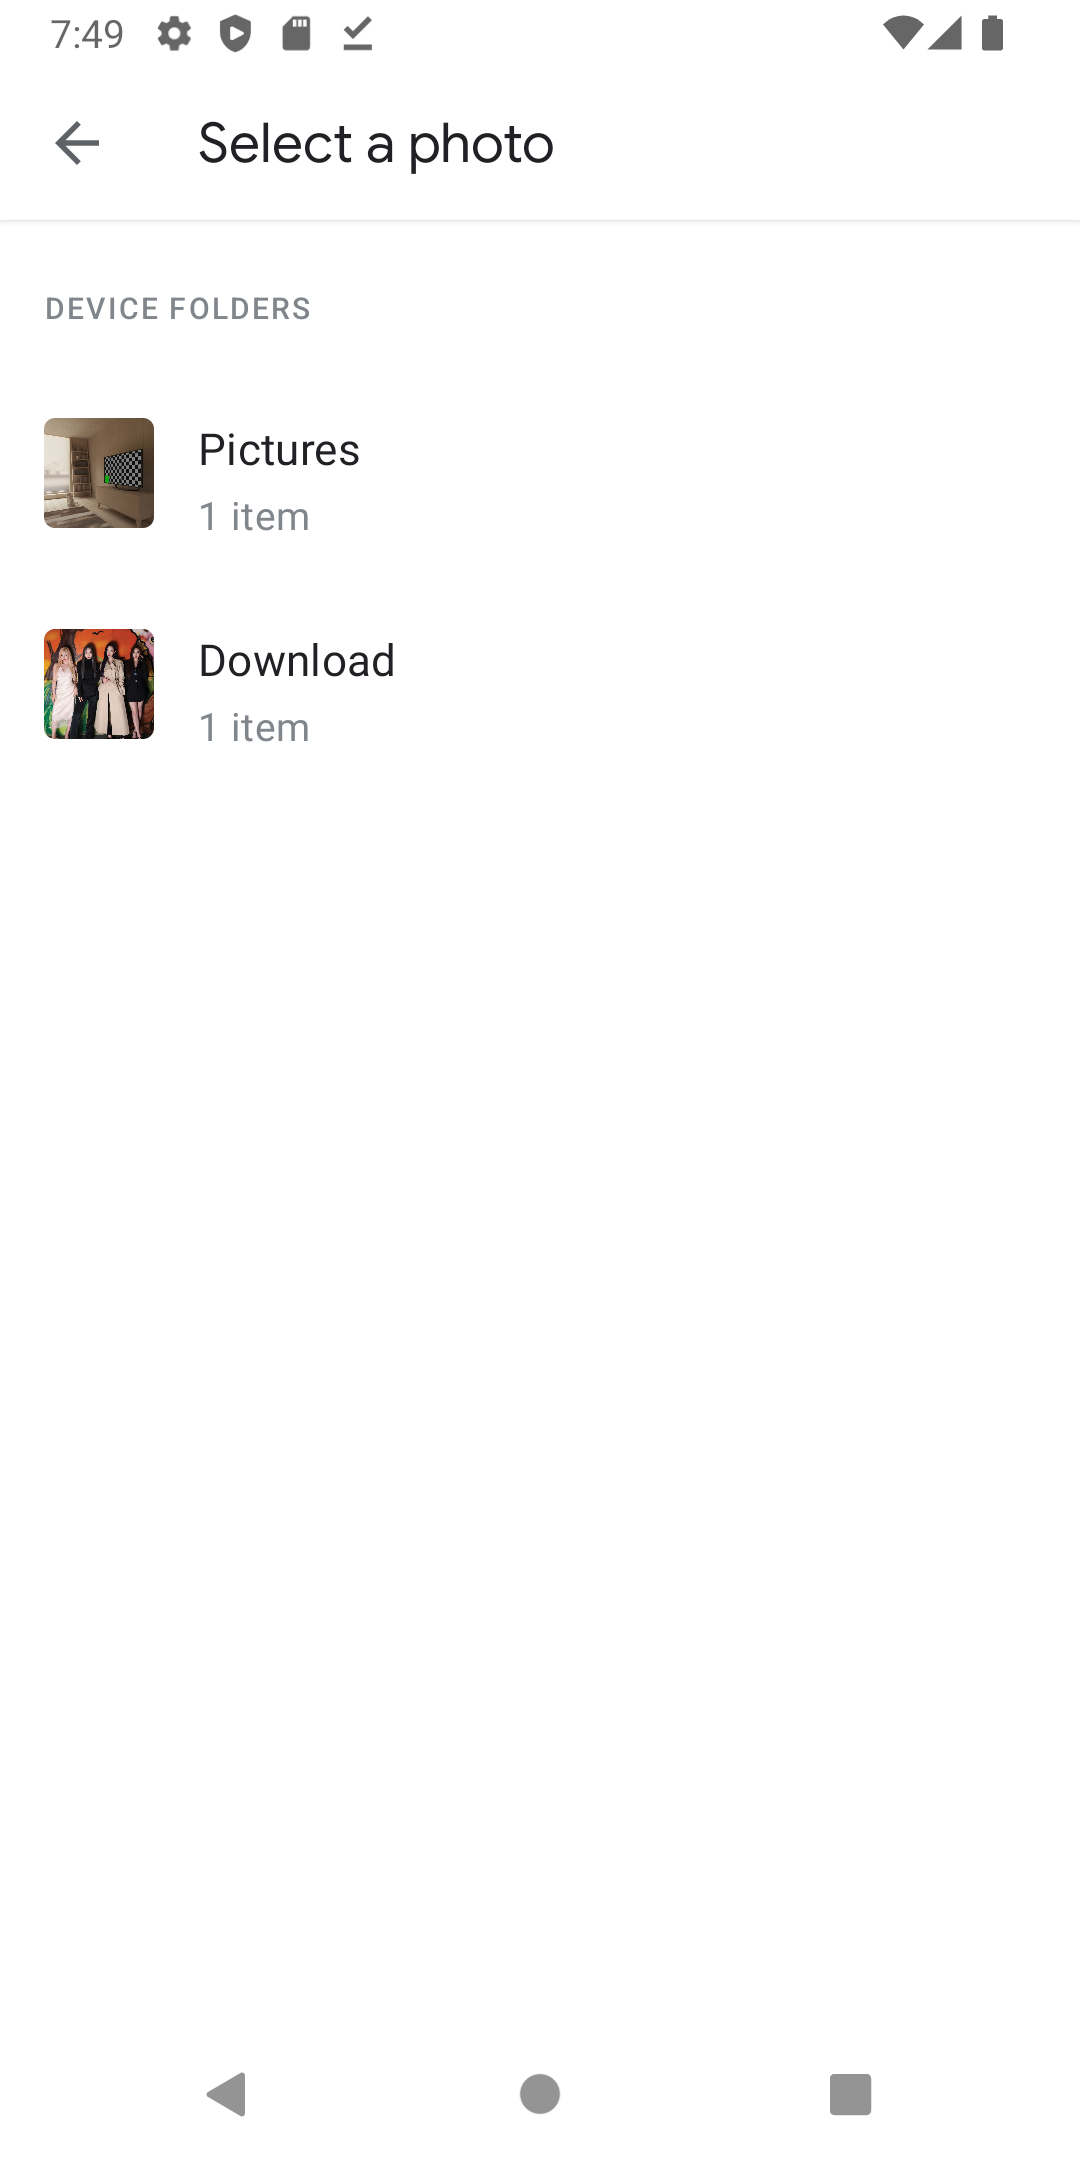 7:49
Select a photo
DEVICE FOLDERS
Pictures
1 item
Download
1 item